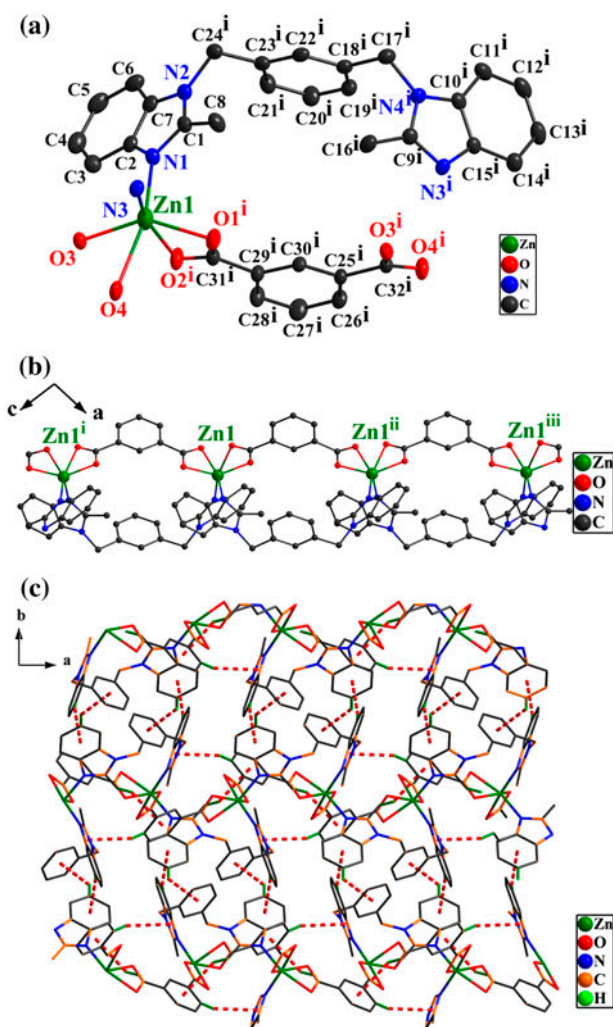 (a)
C24i
C23i
C22i
C18i
C17i
C11i
C6
N2
C10i
C12i
C5
C8
C21i
C20i
C19i
N4i
C7
C4
C1
C13i
C2
C16i
C9i
C3
N1
C15i
C14i
N3i
N3
Zn1
O1i
O3
C29i
C30i
O3i
O4i
C25i
O2i
C31i
C32i
O4
C28i
C27i
C26i
Zn
O
N
C
(b)
c
a
Zn1i
Zn1
Zn1ii
Zn1iii
Zn
O
N
C
(c)
b
a
Zn
O
N
C
H